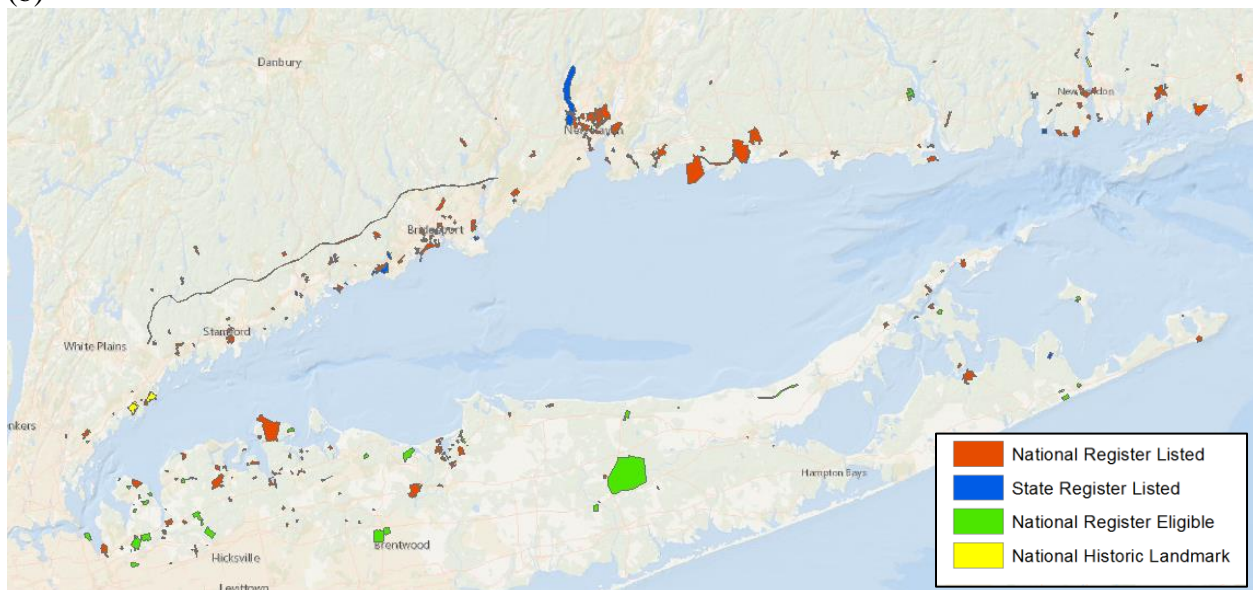 Danbury
New London
New Haven
Bridgeport
Stamford
White Plains
nkers
Hampton Bays
Brentwood
Hicksville
Levittown
National Register Listed
State Register Listed
National Register Eligible
National Historic Landmark